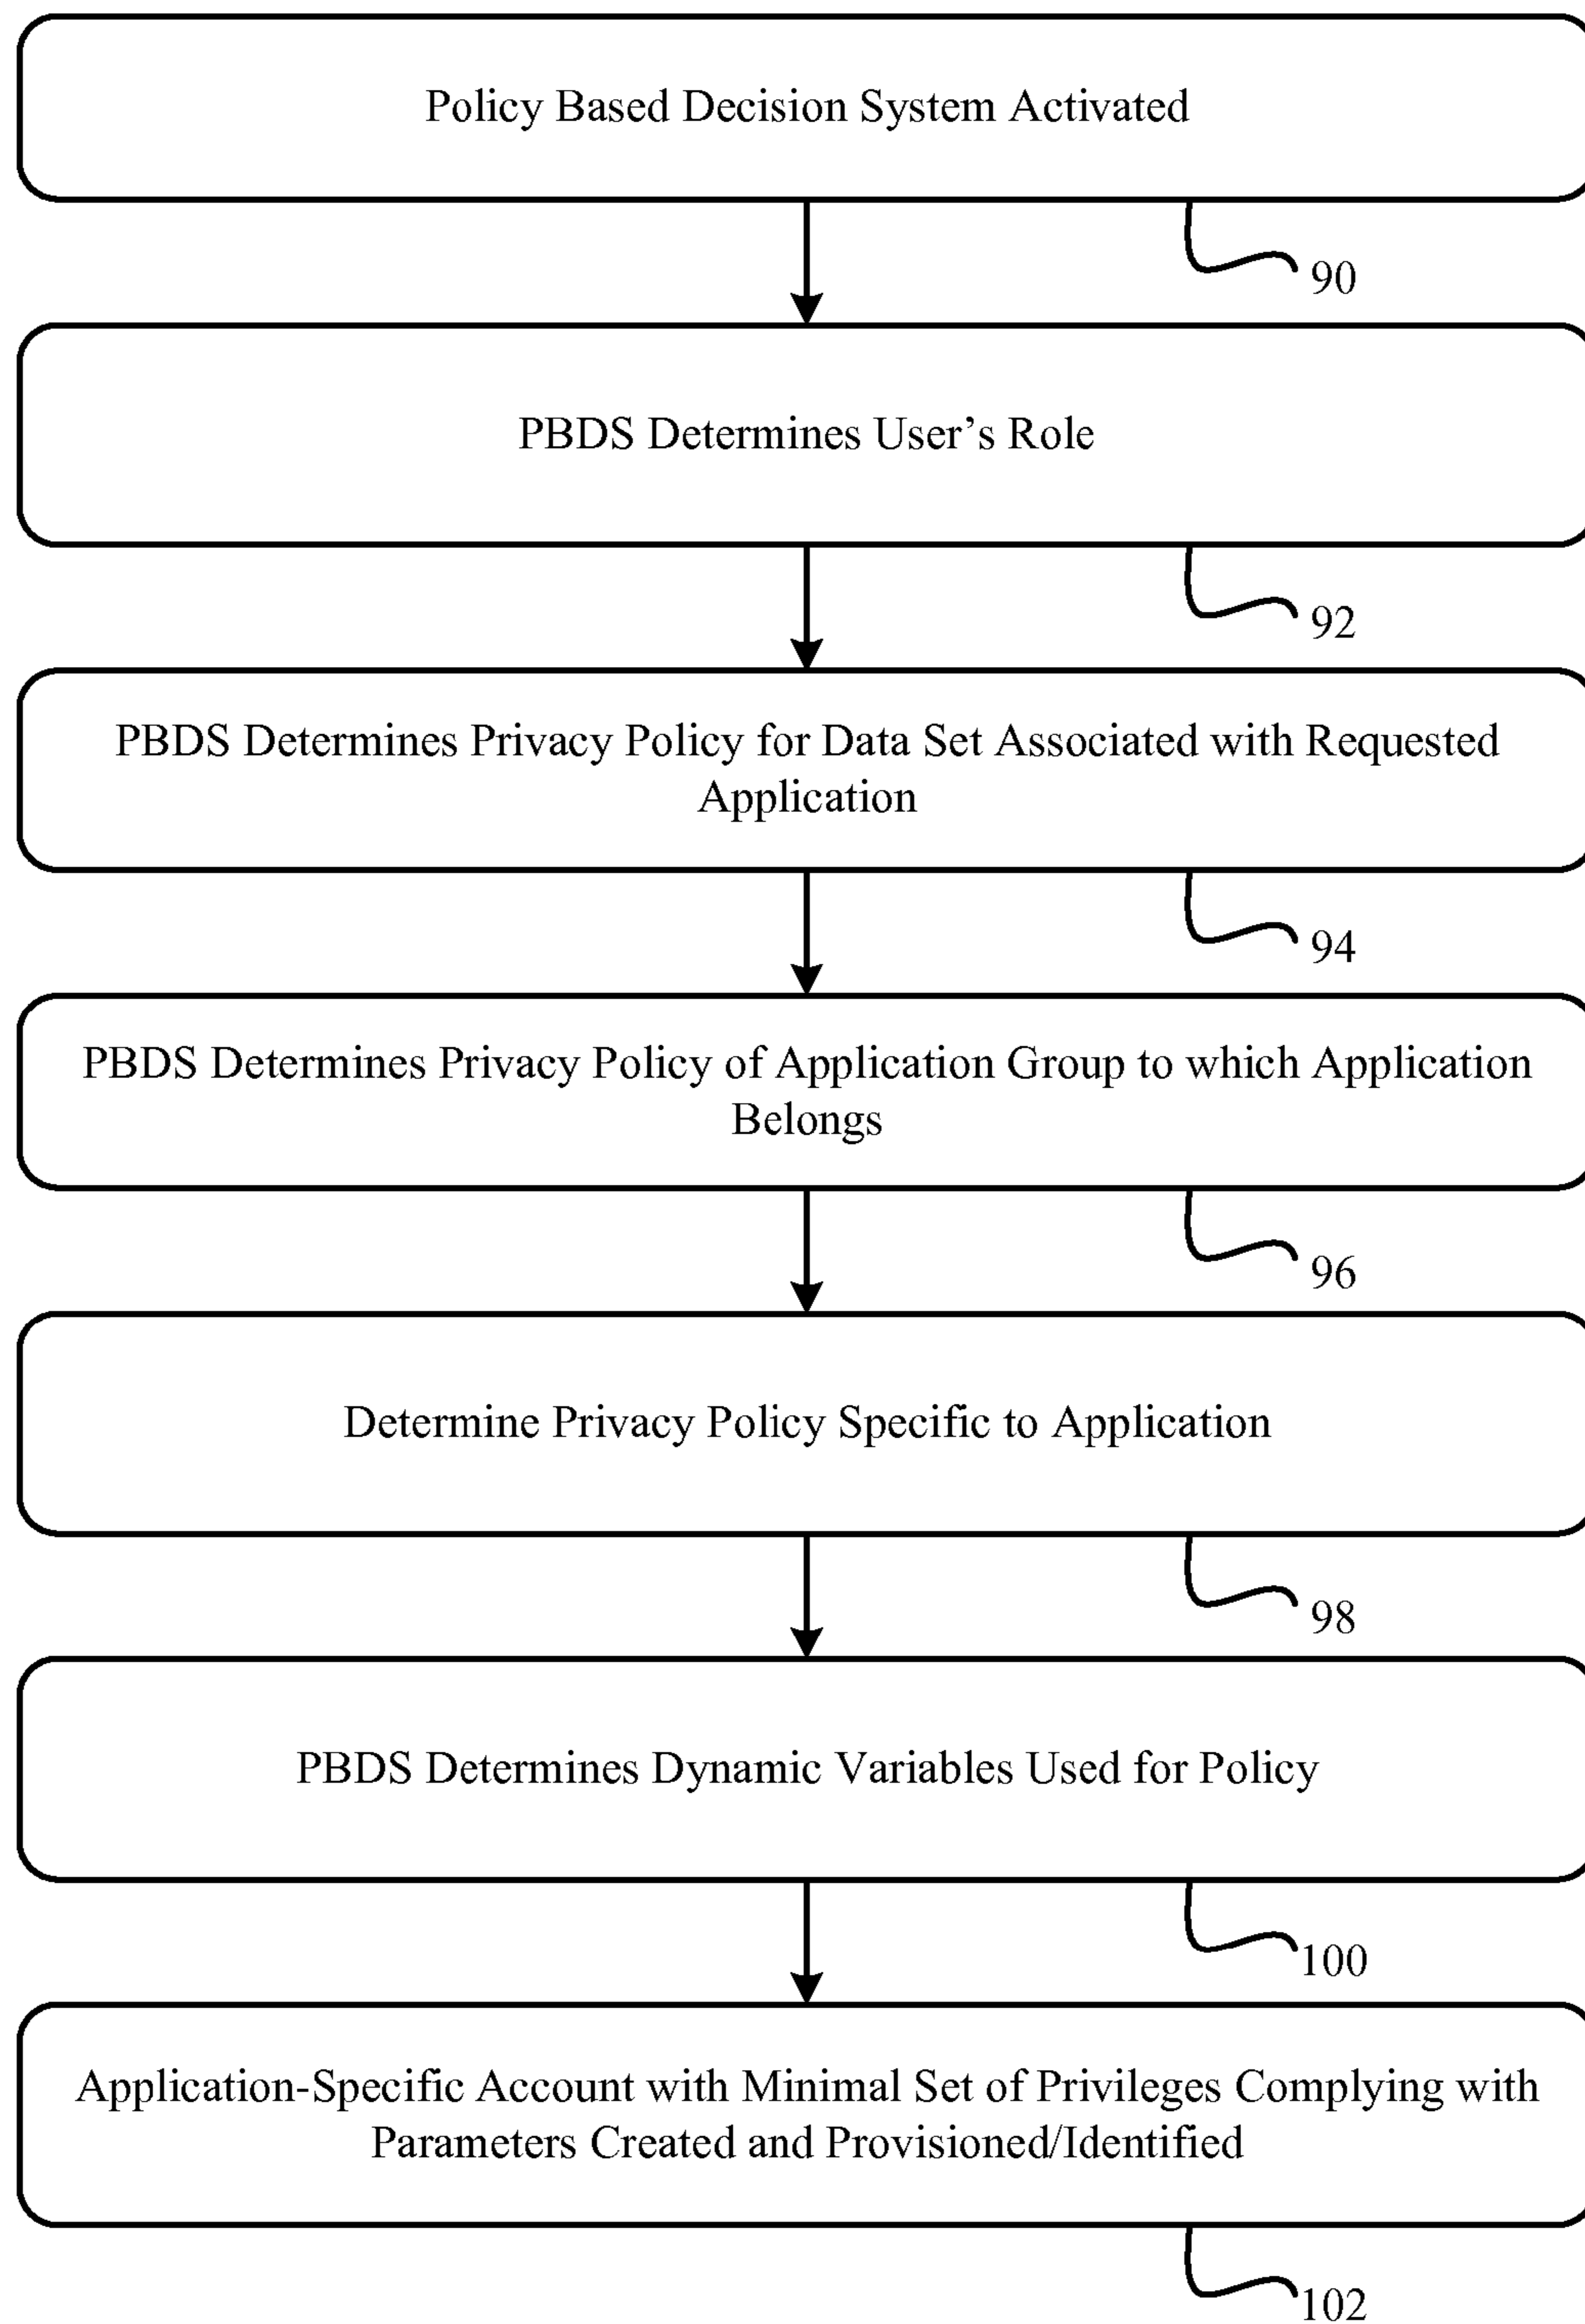 Policy Based Decision System Activated
90
PBDS Determines User’s Role
92
PBDS Determines Privacy Policy for Data Set Associated with Requested
Application
94
PBDS Determines Privacy Policy of Application Group to which Application
Belongs
96
Determine Privacy Policy Specific to Application
98
PBDS Determines Dynamic Variables Used for Policy
100
Application-Specific Account with Minimal Set of Privileges Complying with
Parameters Created and Provisioned/Identified
102